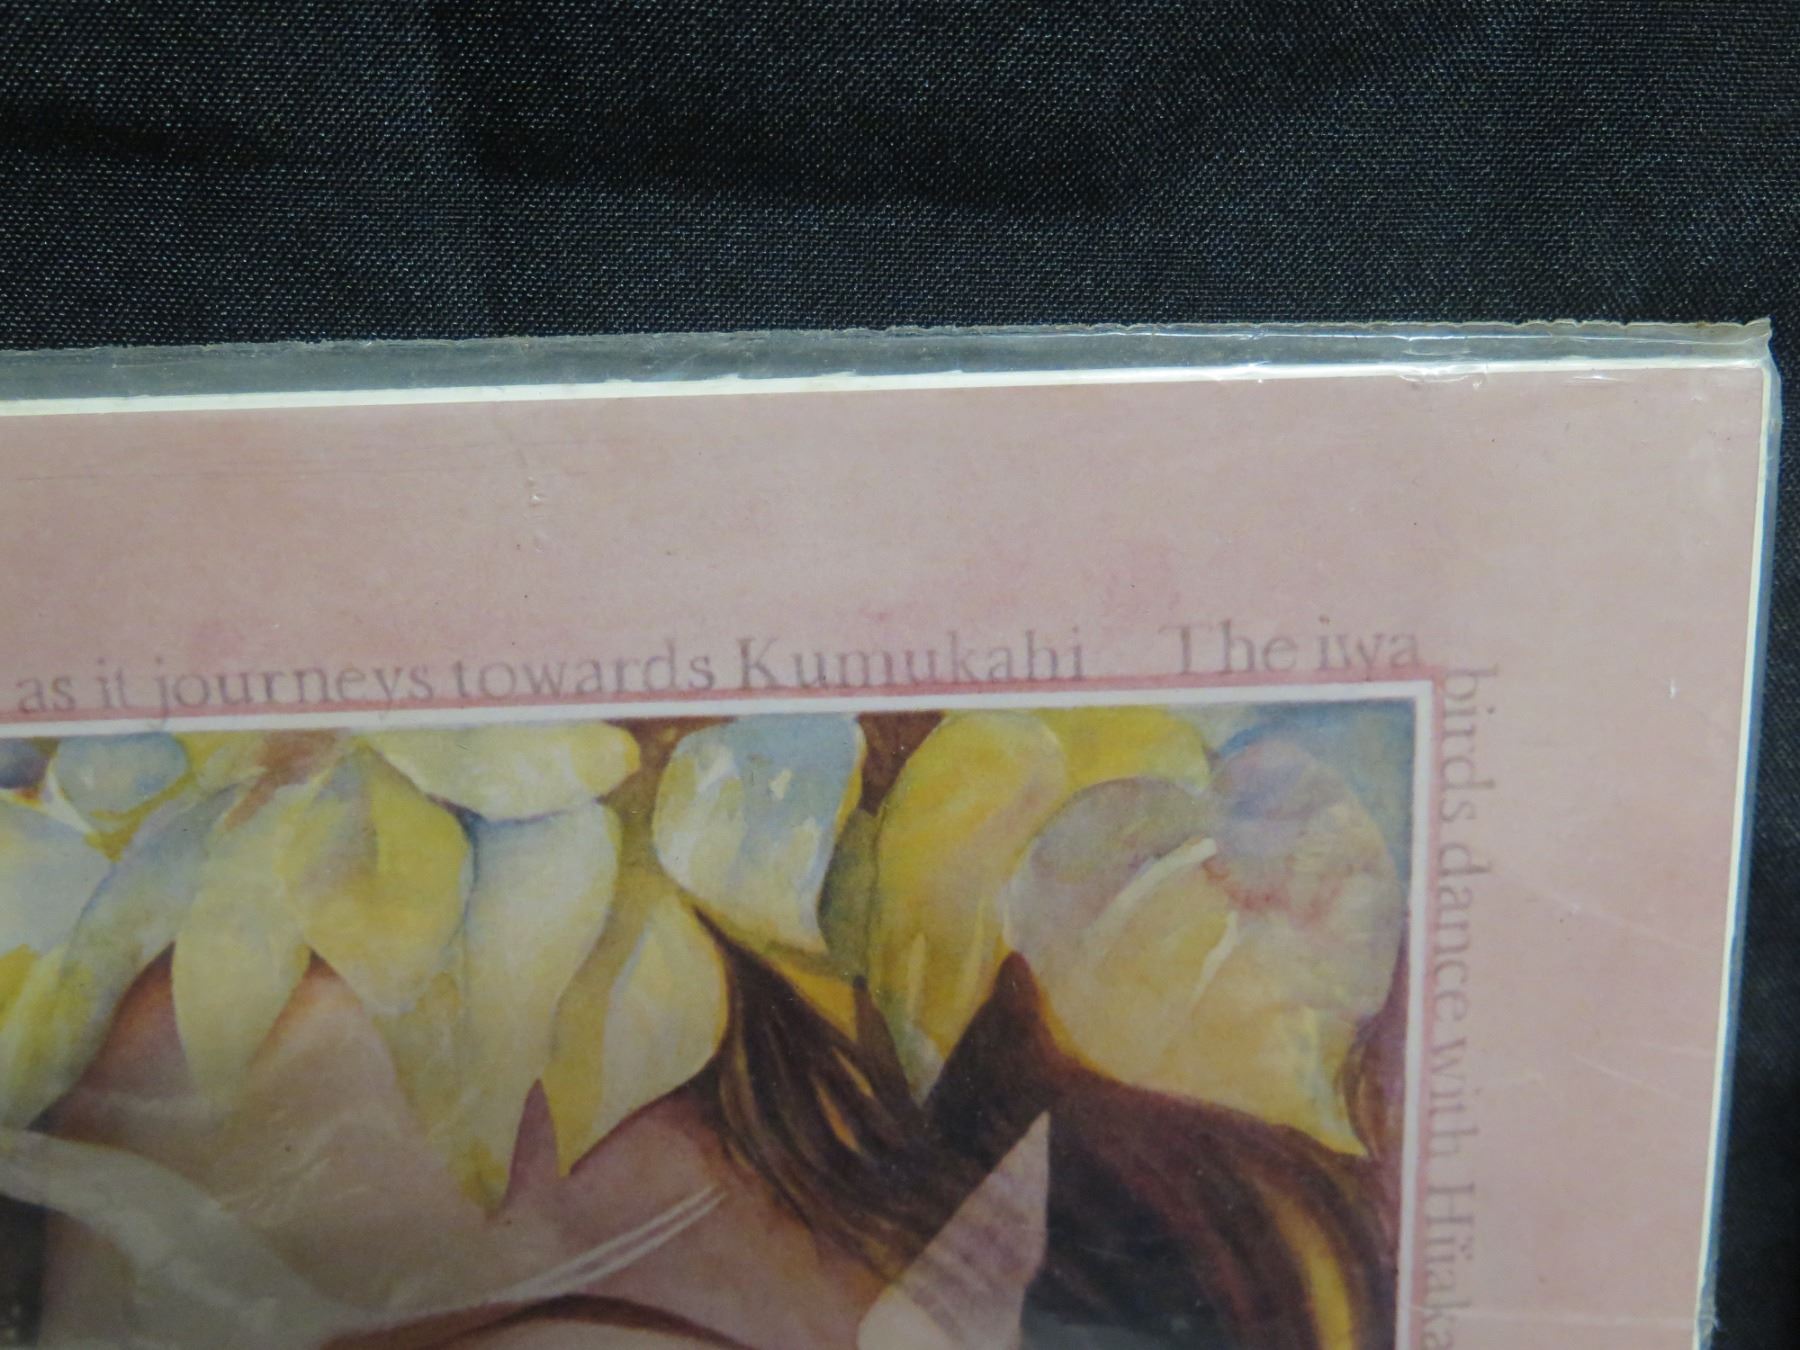 as it journeys towards Kumukahi The iwa
birds dance with Hiiaka